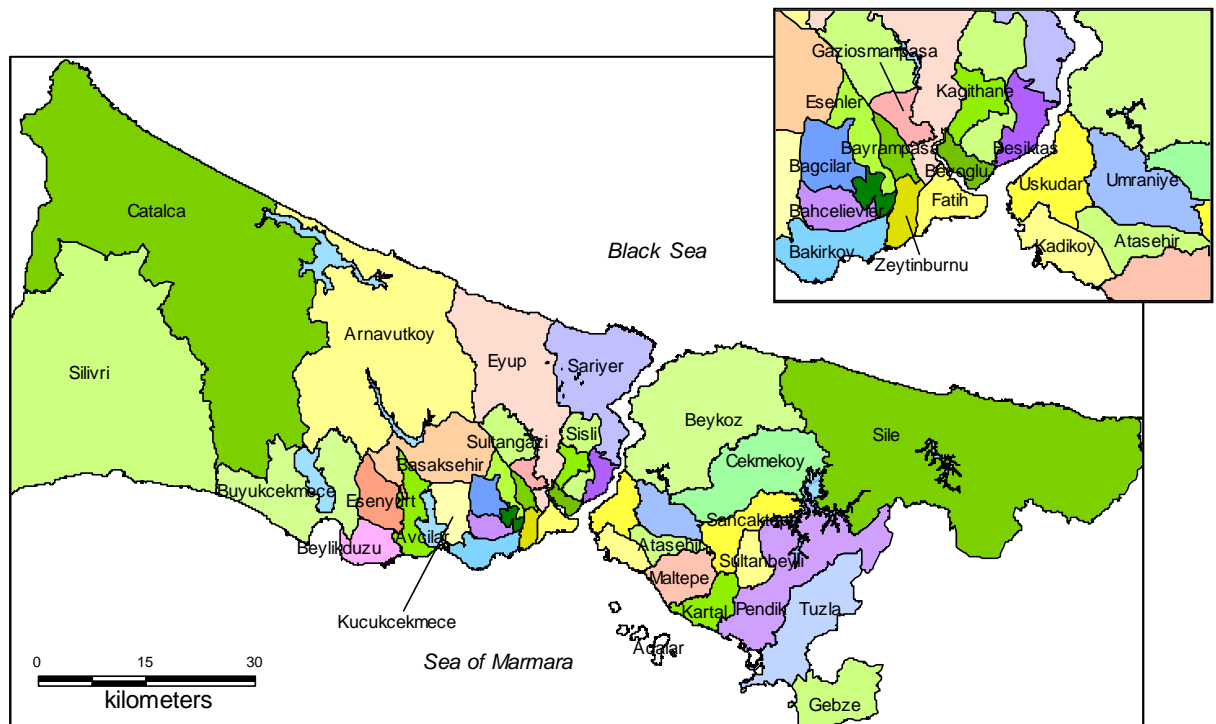 Gaziosmanpasa
Kagithane
Esenler
Bayrampasa
Besiktas
Bagcilar
Beyoglu
Uskudar
Umraniye
Bahcelievler
Fatih
Bakirkoy
Zeytinburnu
Kadikoy
Atasehir
Catalca
Black Sea
Arnavutkoy
Eyup
Sariyer
Silivri
Beykoz
Sile
Sultangazi
Sisli
Basaksehir
Cekmekoy
Buyukcekmece
Esenyurt
Sancaktepe
Avcilar
Atasehir
Beylikduzu
Sultanbeyli
Maltepe
Kartal
Pendik
Tuzla
Kucukcekmece
Adalar
Sea of Marmara
0 15 30
kilometers
Gebze